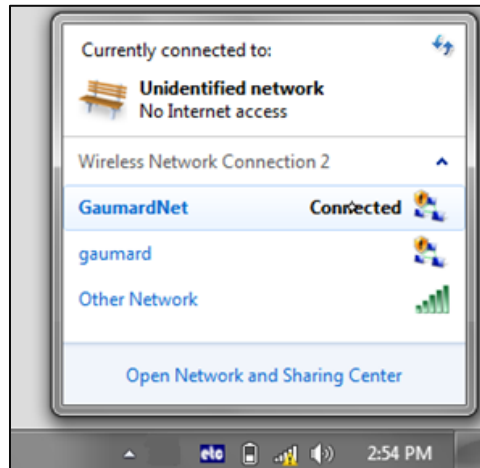 Currently connected to:
Unidentified network
No Internet access
Wireless Network Connection 2
GaumardNet Connected
gaumard
Other Network
Open Network and Sharing Center
elo 2:54 PM